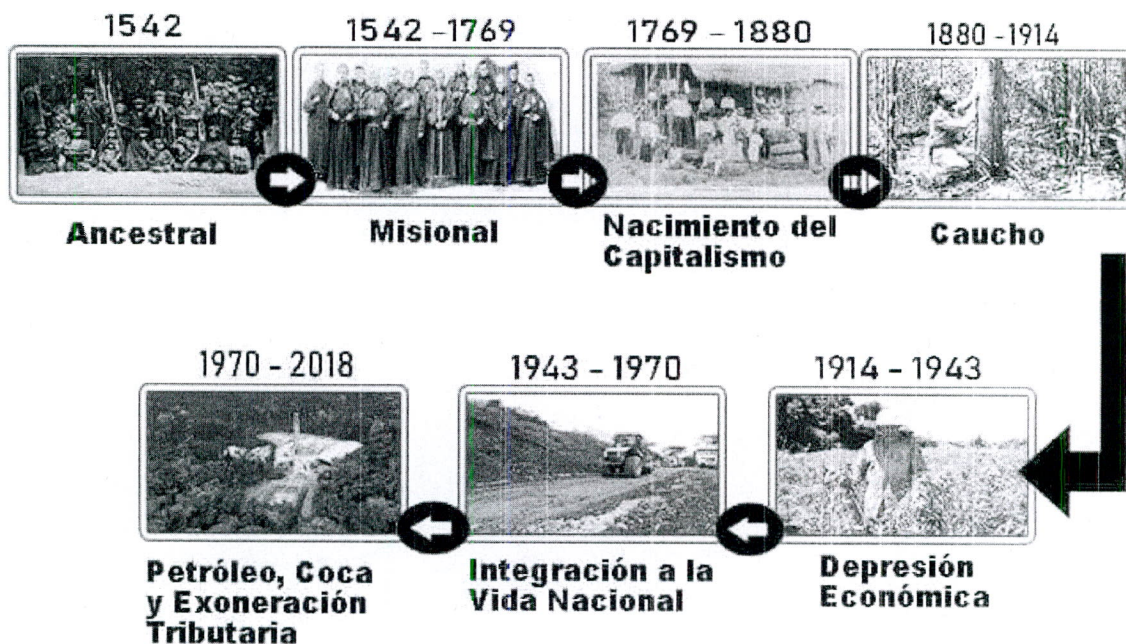 1542
1542 -1769
1769 - 1880
1880 -1914
Ancestral
Misional
Nacimiento del
Capitalismo
Caucho
1970 - 2018
1943 - 1970
1914 - 1943
Petróleo, Coca
y Exoneración
Tributaria
Integración a la
Vida Nacional
Depresión
Económica